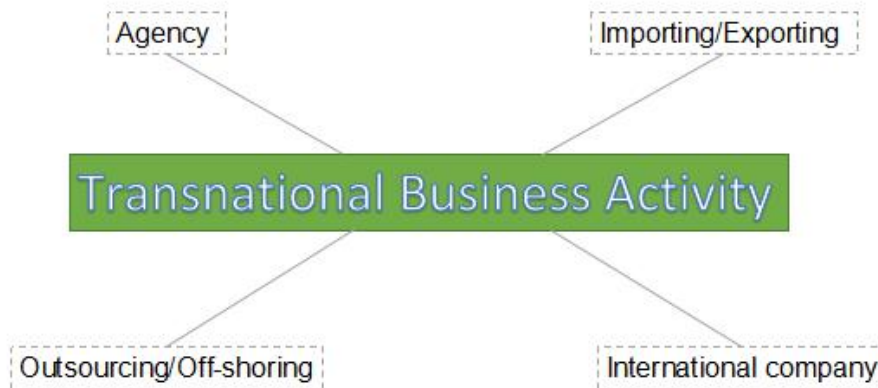 Agency
Importing/Exporting
Transnational Business Activity
Outsourcing/Off-shoring
International company